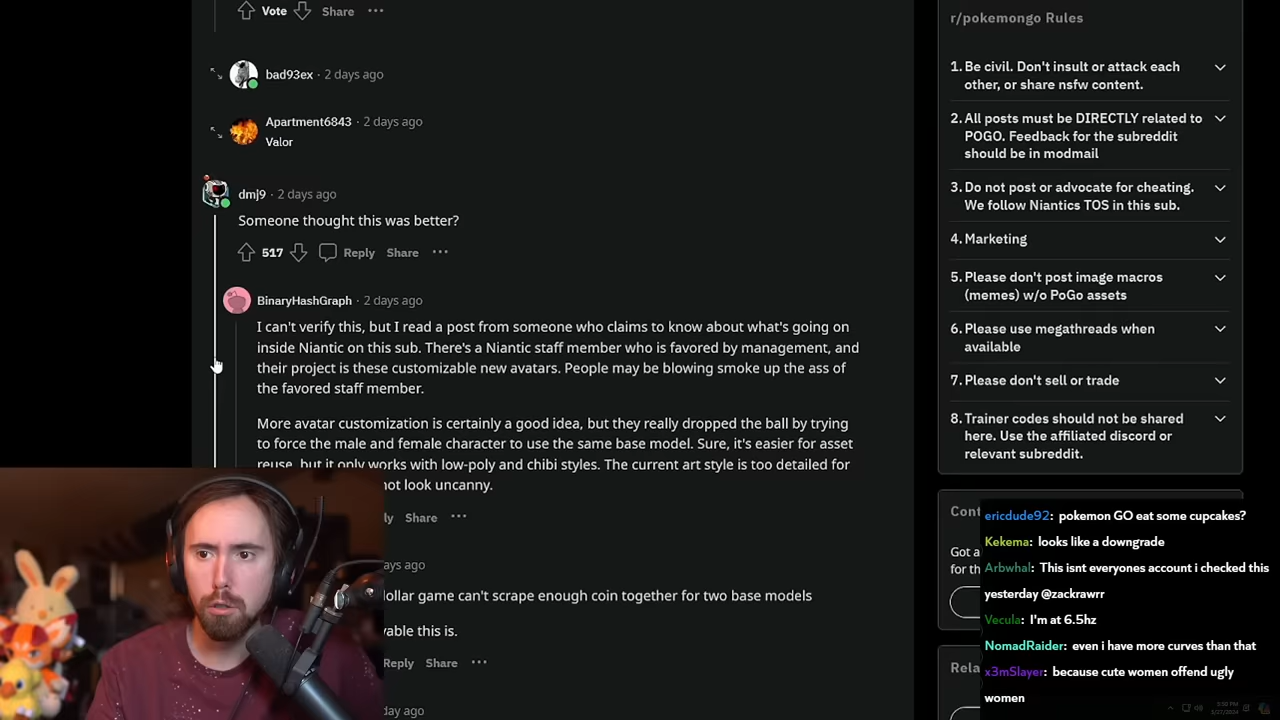 Vote Share
bad93ex · 2 days ago
Apartment6843 · 2 days ago
Valor
dmj9 · 2 days ago
Someone thought this was better?
517 Reply Share
BinaryHashGraph · 2 days ago
I can't verify this, but I read a post from someone who claims to know about what's going on
inside Niantic on this sub. There's a Niantic staff member who is favored by management, and
their project is these customizable new avatars. People may be blowing smoke up the ass of
the favored staff member.
More avatar customization is certainly a good idea, but they really dropped the ball by trying
to force the male and female character to use the same base model. Sure, it's easier for asset
reuse, but it only works with low-poly and chibi styles. The current art style is too detailed for
not look uncanny.
ly Share
ays ago
ollar game can't scrape enough coin together for two base models
vable this is.
Reply Share
day ago
r/pokemongo Rules
1. Be civil. Don't insult or attack each
other, or share nsfw content.
2. All posts must be DIRECTLY related to
POGO. Feedback for the subreddit
should be in modmail
3. Do not post or advocate for cheating.
We follow Niantics TOS in this sub.
4. Marketing
5. Please don't post image macros
(memes) w/o PoGo assets
6. Please use megathreads when
available
7. Please don't sell or trade
8. Trainer codes should not be shared
here. Use the affiliated discord or
relevant subreddit.
Cont
Got a
for th
Rela
ericdude92: pokemon GO eat some cupcakes?
Kekema: looks like a downgrade
Arbwhal: This isnt everyones account i checked this
yesterday @zackrawrr
Vecula: I'm at 6.5hz
NomadRaider: even i have more curves than that
x3mSlayer: because cute women offend ugly
women